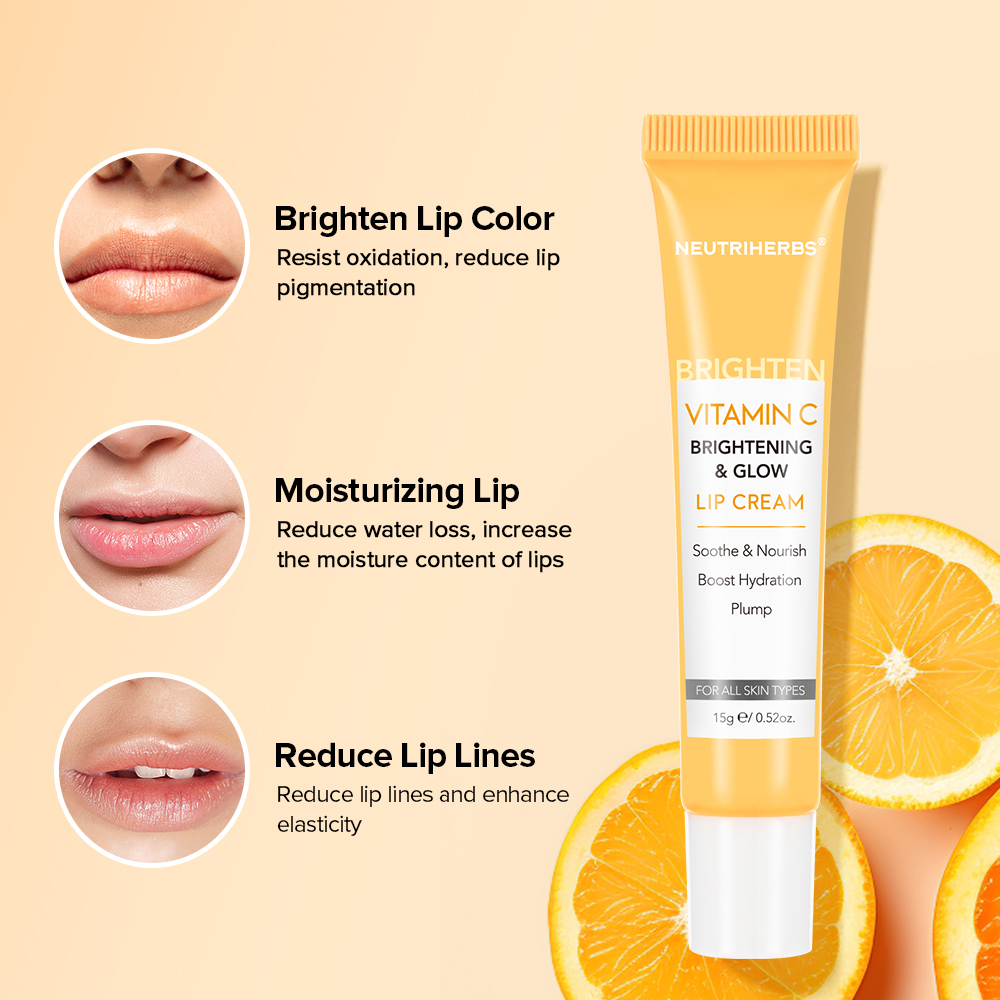 Brighten Lip Color
Resist oxidation, reduce lip
pigmentation
Moisturizing Lip
Reduce water loss, increase
the moisture content of lips
Reduce Lip Lines
Reduce lip lines and enhance
elasticity
NEUTRIHERBS®
BRIGHTEN
VITAMIN C
BRIGHTENING
& GLOW
LIP CREAM
Soothe & Nourish
Boost Hydration
Plump
FOR ALL SKIN TYPES
15g ℮/ 0.52oz.